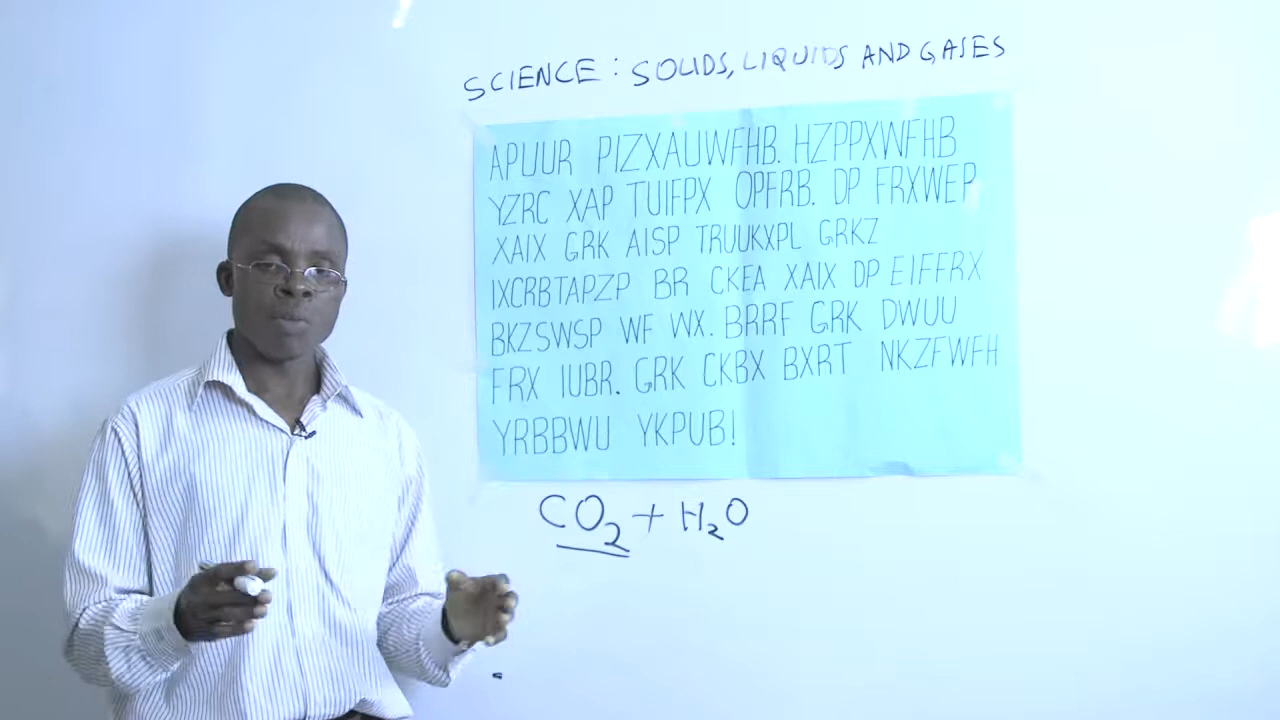 SCIENCE: SOLIDS, LIQUIDS AND GASES
APUUR PIZXAUWFHB. HZPPXWFHB
YZRC XAP TUIFPX OPFRB. DP FRXWEP
XAIX GRK AISP TRUUKXPL GRKZ
IXCRBTAPZP BR CKEA XAIX DP EIFFRX
BKZSWSP WF WX. BRRF GRK DWUU
FRX IUBR. GRK CKBX BXRT NKZFWFH
YRBBWU YKPUB!
CO₂ + H₂O